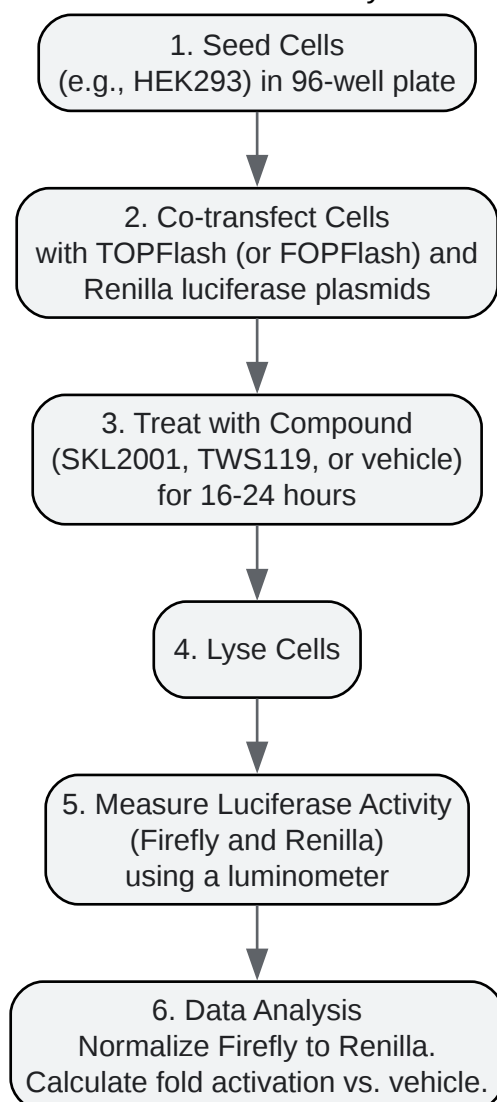 1. Seed Cells
(e.g., HEK293) in 96-well plate
2. Co-transfect Cells
with TOPFlash (or FOPFlash) and
Renilla luciferase plasmids
3. Treat with Compound
(SKL2001, TWS119, or vehicle)
for 16-24 hours
4. Lyse Cells
5. Measure Luciferase Activity
(Firefly and Renilla)
using a luminometer
6. Data Analysis
Normalize Firefly to Renilla.
Calculate fold activation vs. vehicle.